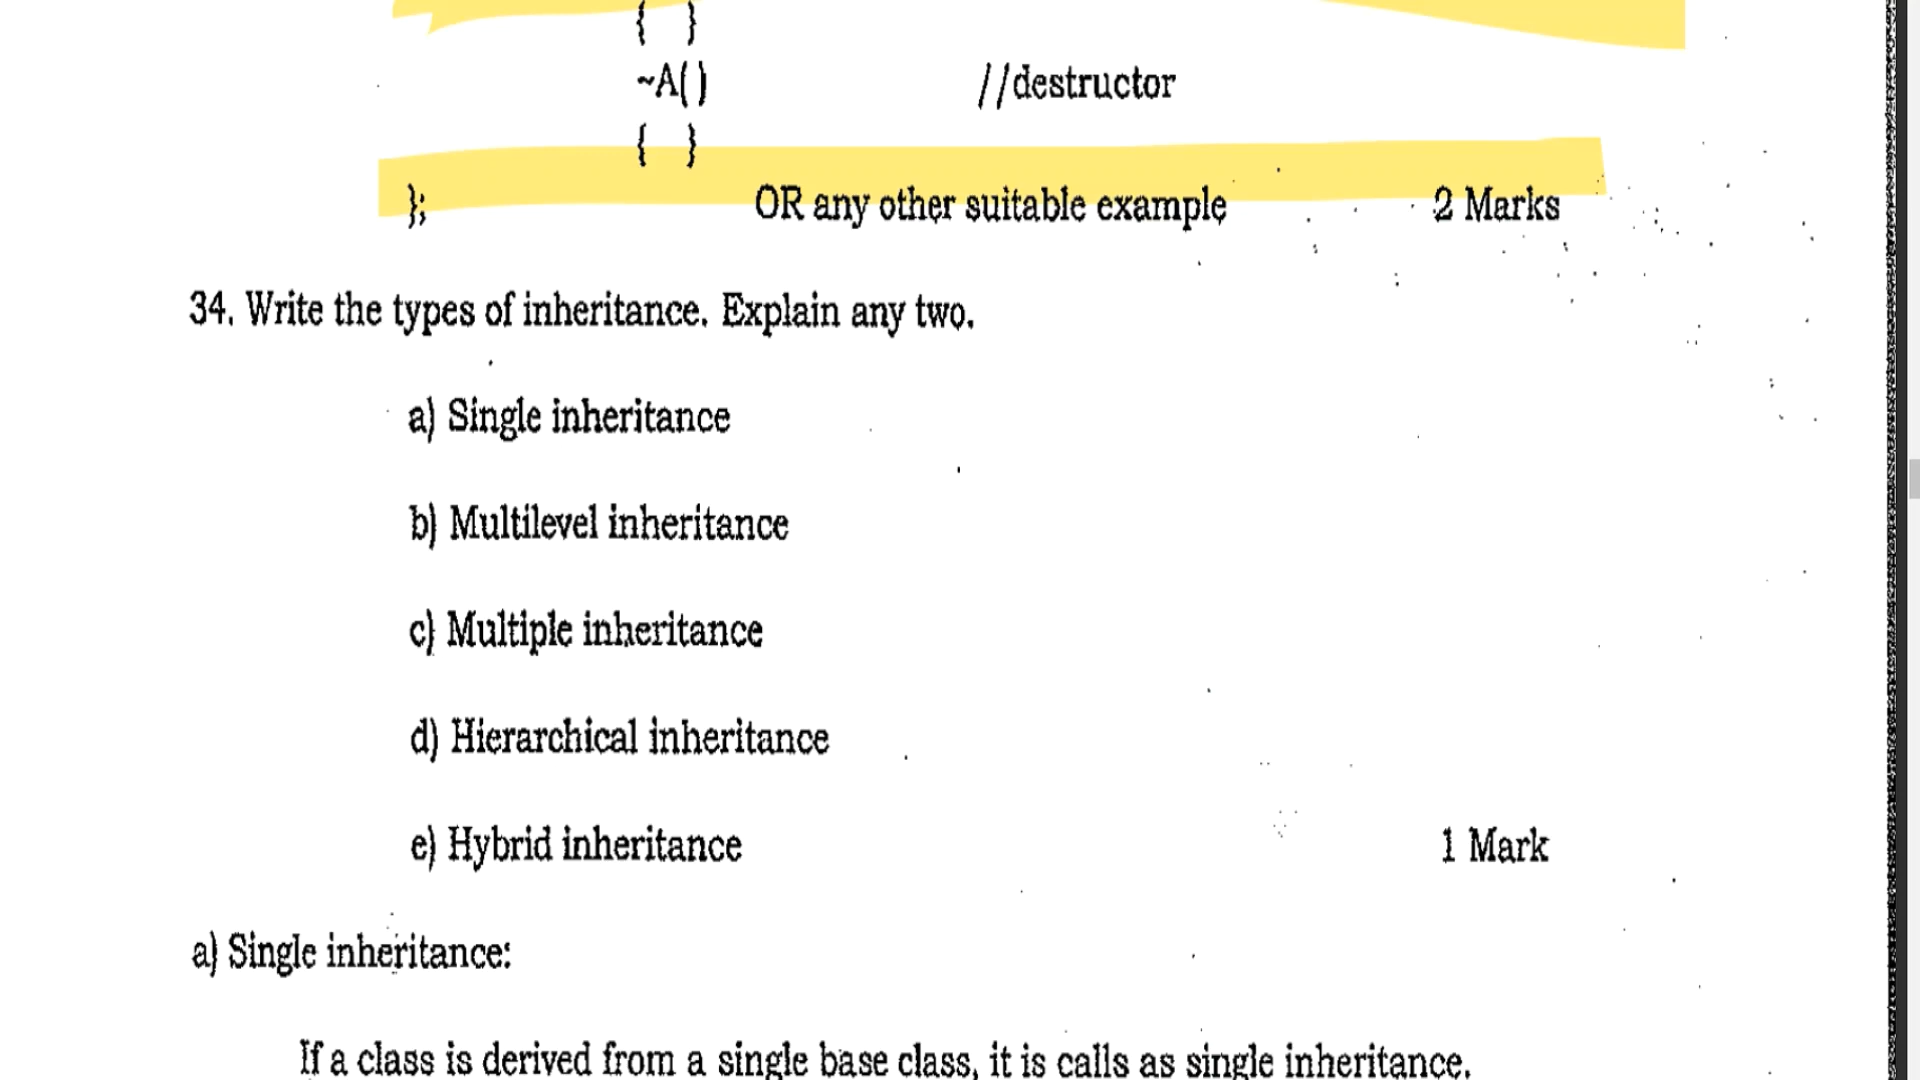 { }
~A() //destructor
{ }
}; OR any other suitable example 2 Marks
34. Write the types of inheritance. Explain any two.
a) Single inheritance
b) Multilevel inheritance
c) Multiple inheritance
d) Hierarchical inheritance
e) Hybrid inheritance 1 Mark
a) Single inheritance:
If a class is derived from a single base class, it is calls as single inheritance.